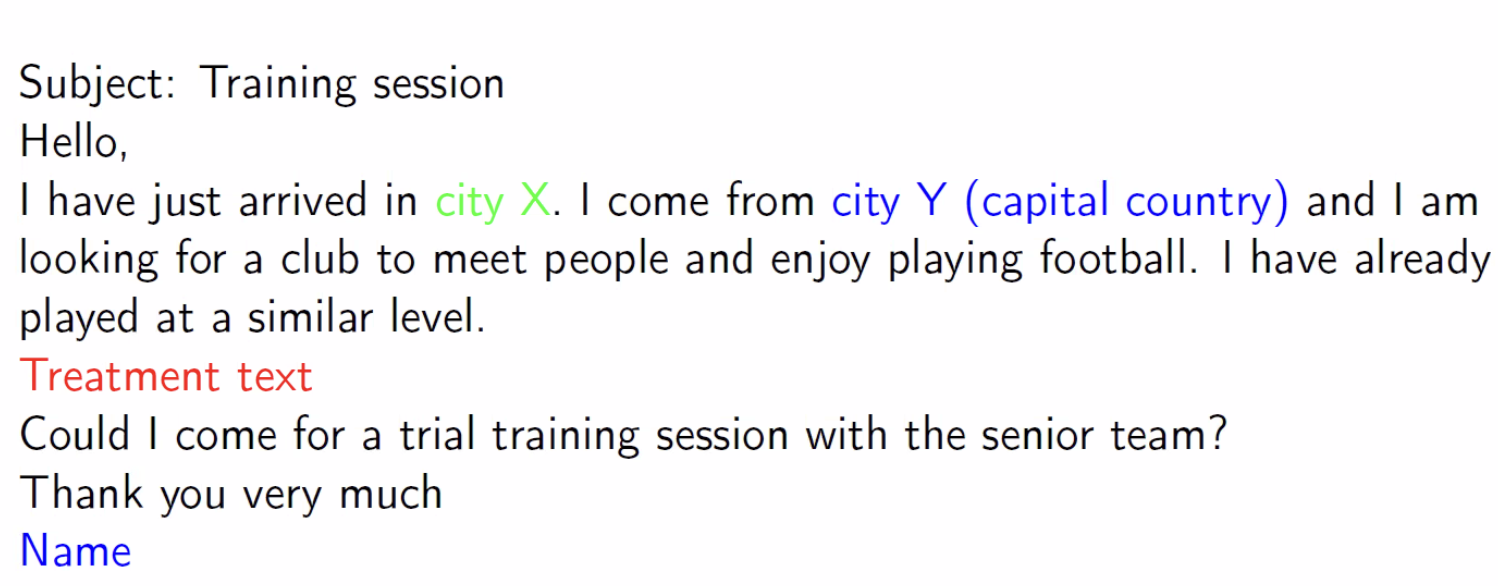 Subject: Training session
Hello,
I have just arrived in city X. I come from city Y (capital country) and I am
looking for a club to meet people and enjoy playing football. I have already
played at a similar level.
Treatment text
Could I come for a trial training session with the senior team?
Thank you very much
Name